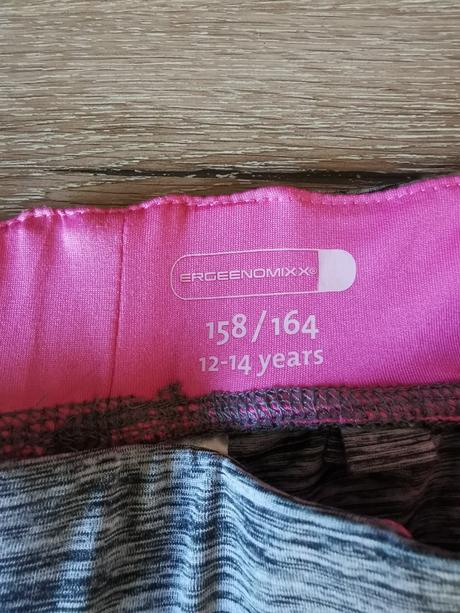 ERGEENOMIXX®
158/164
12-14 years